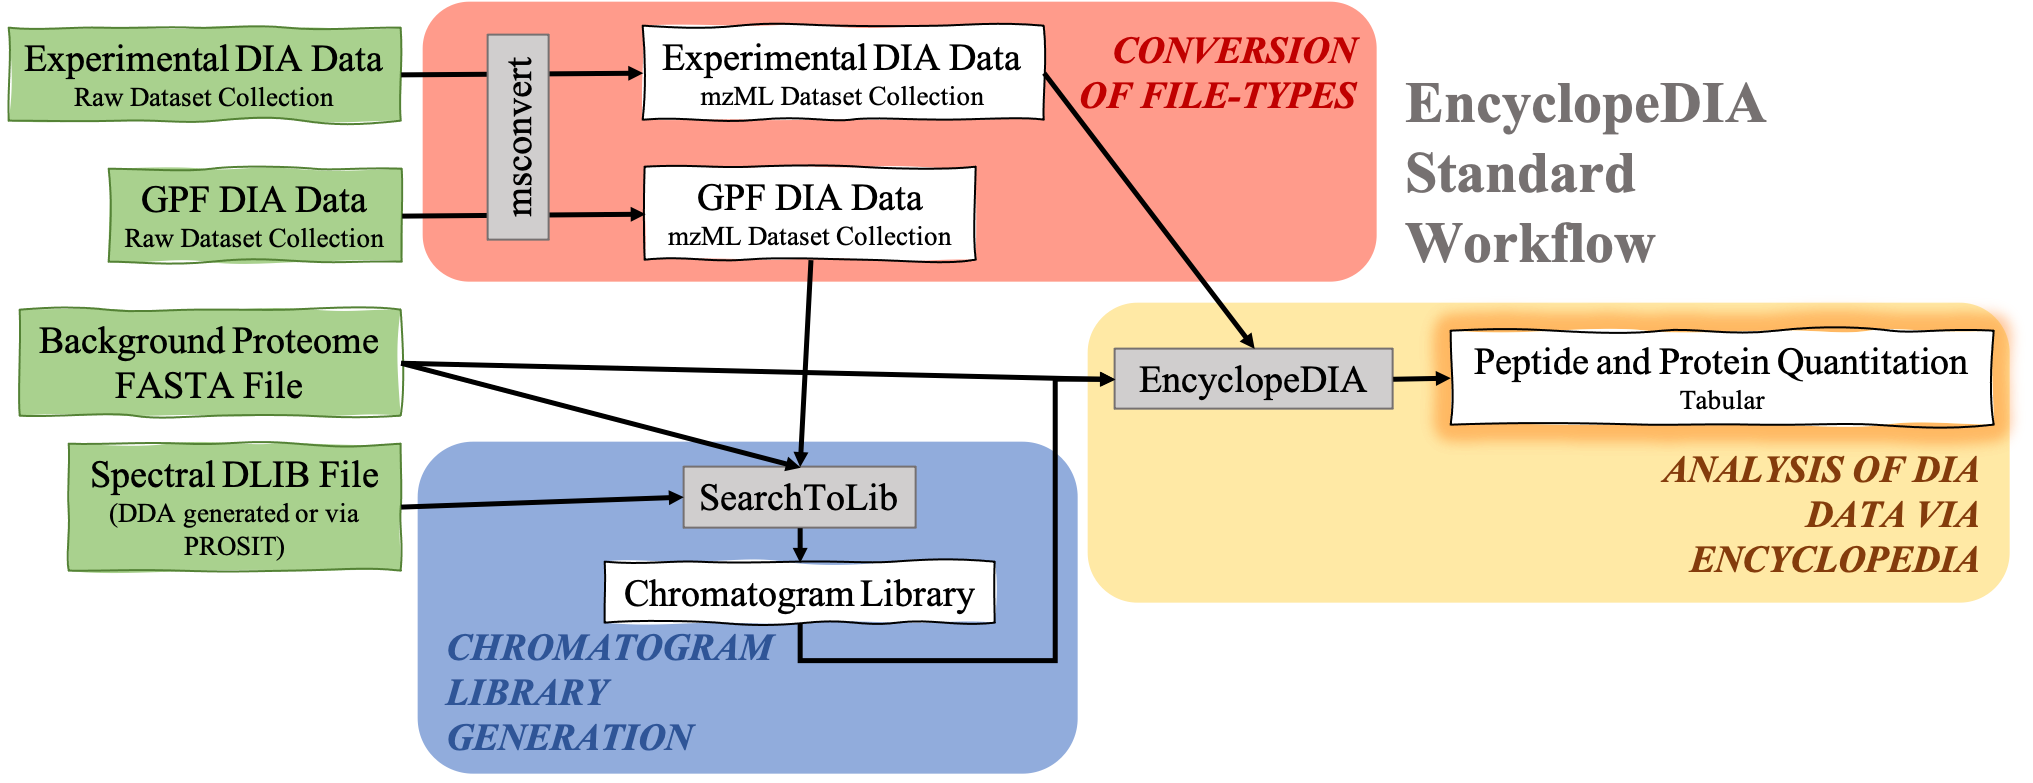 Experimental DIA Data
Raw Dataset Collection
msconvert
Experimental DIA Data
mzML Dataset Collection
CONVERSION
OF FILE-TYPES
EncyclopeDIA
Standard
Workflow
GPF DIA Data
Raw Dataset Collection
GPF DIA Data
mzML Dataset Collection
Background Proteome
FASTA File
EncyclopeDIA
Peptide and Protein Quantitation
Tabular
Spectral DLIB File
(DDA generated or via
PROSIT)
SearchToLib
Chromatogram Library
CHROMATOGRAM
LIBRARY
GENERATION
ANALYSIS OF DIA
DATA VIA
ENCYCLOPEDIA